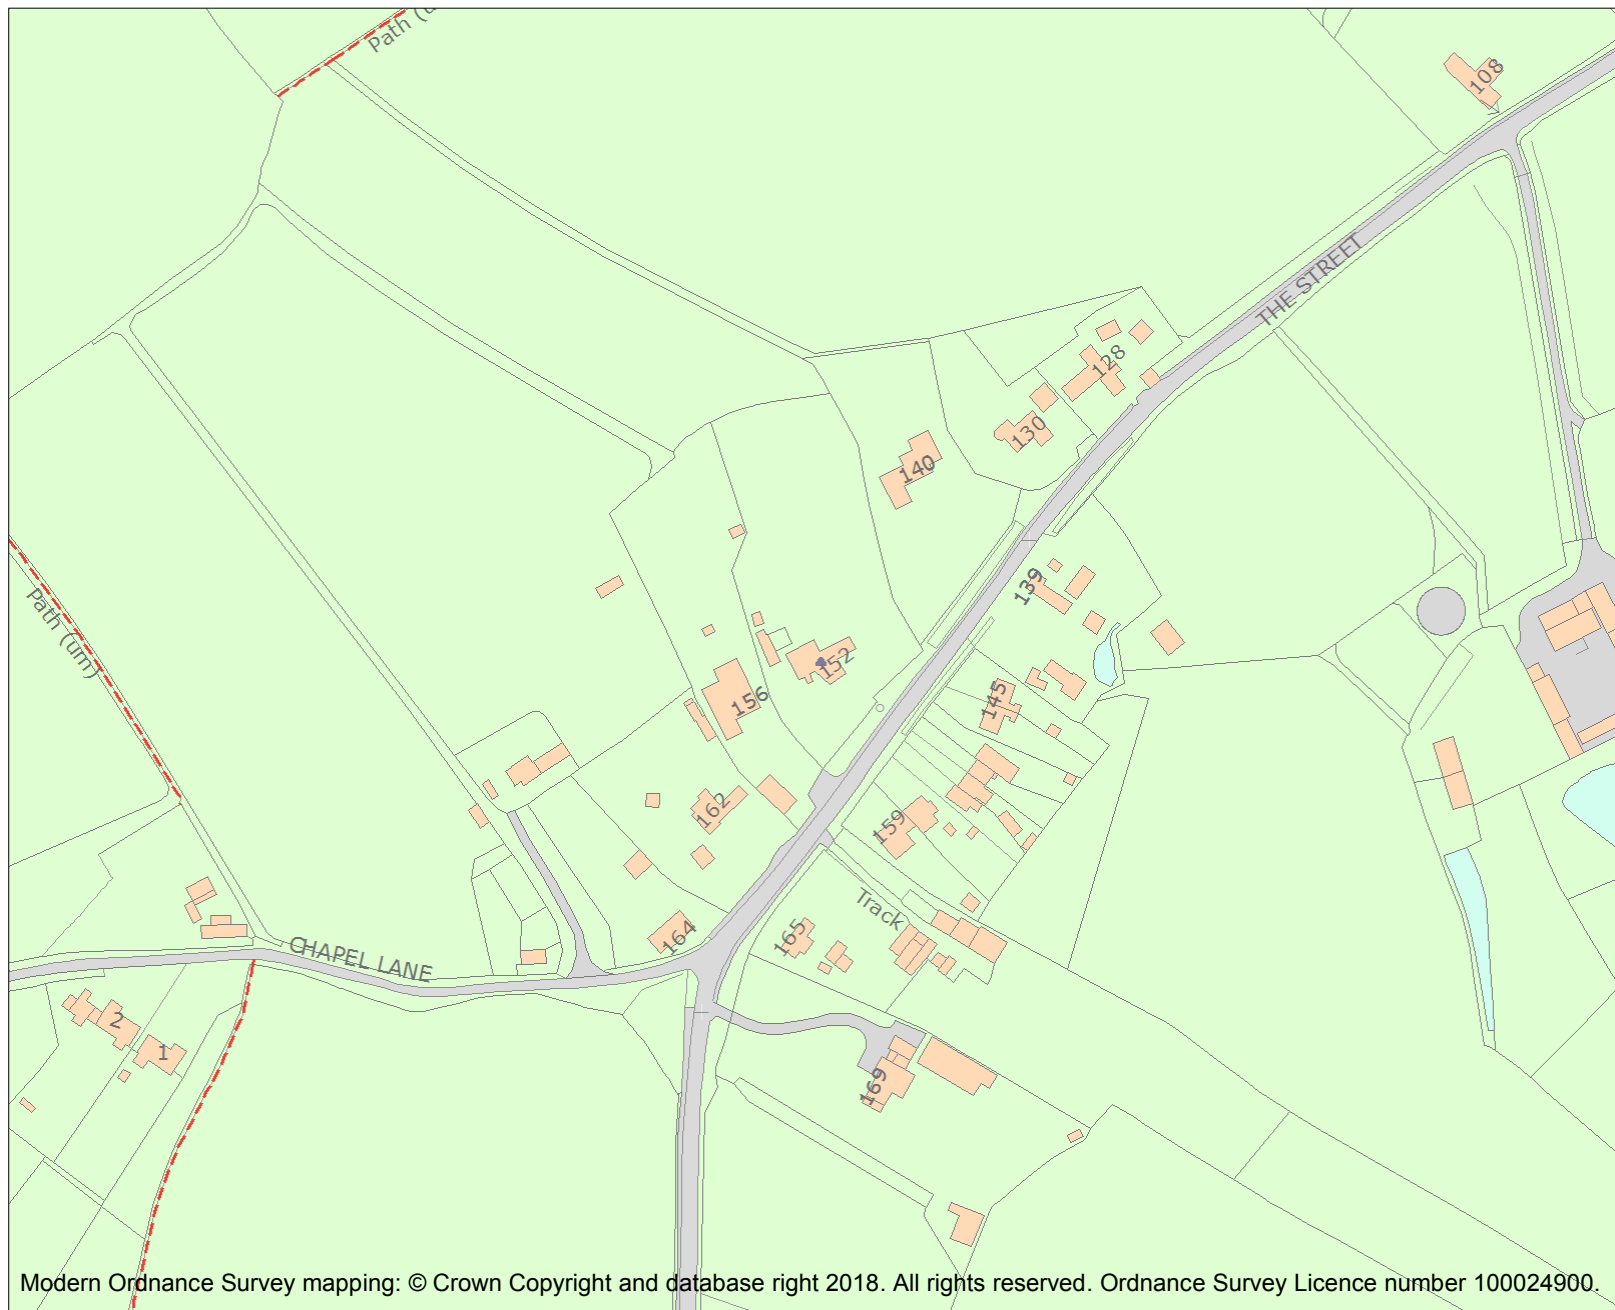 Path (u
108
THE STREET
128
130
140
139
Path (um)
152
145
156
162
159
Track
164
165
CHAPEL LANE
2
1
169
Modern Ordnance Survey mapping: © Crown Copyright and database right 2018. All rights reserved. Ordnance Survey Licence number 100024900.